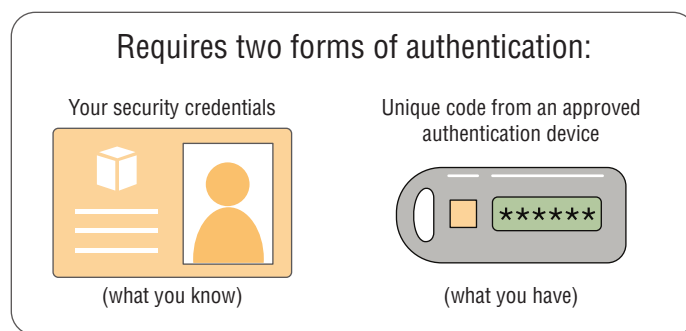 Requires two forms of authentication:
Your security credentials
Unique code from an approved
authentication device
******
(what you know)
(what you have)